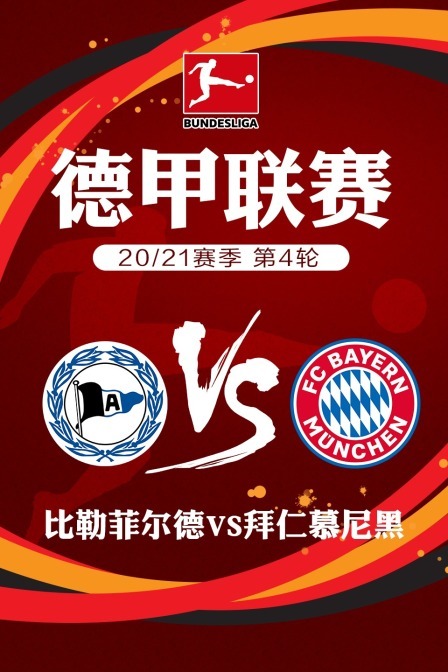 BUNDESLIGA
德甲联赛
20/21赛季 第4轮
A
VS
FC BAYERN
MÜNCHEN
比勒菲尔德VS拜仁慕尼黑